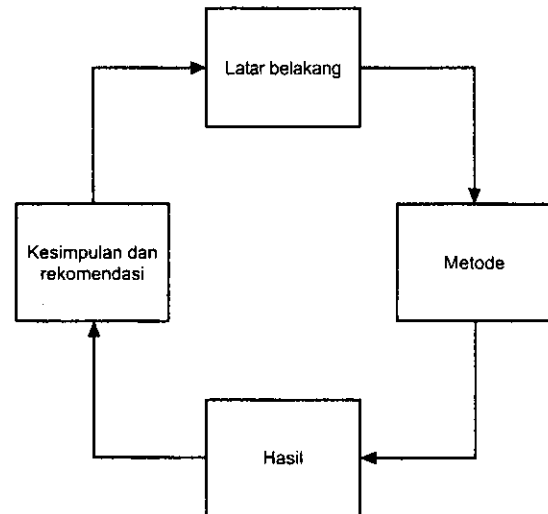 Latar belakang
Kesimpulan dan
rekomendasi
Metode
Hasil